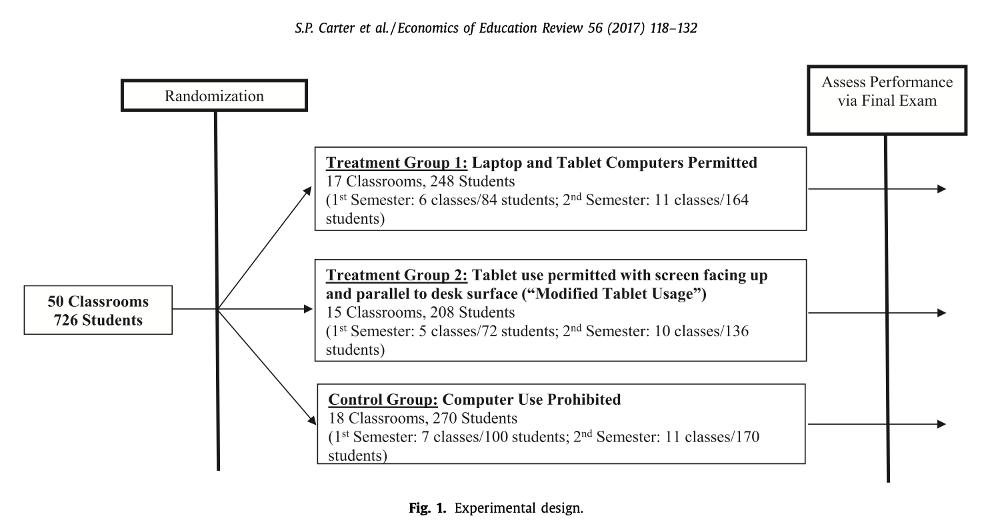 S.P. Carter et al. / Economics of Education Review 56 (2017) 118–132
Randomization
Assess Performance
via Final Exam
50 Classrooms
726 Students
Treatment Group 1: Laptop and Tablet Computers Permitted
17 Classrooms, 248 Students
(1st Semester: 6 classes/84 students; 2nd Semester: 11 classes/164
students)
Treatment Group 2: Tablet use permitted with screen facing up
and parallel to desk surface (“Modified Tablet Usage”)
15 Classrooms, 208 Students
(1st Semester: 5 classes/72 students; 2nd Semester: 10 classes/136
students)
Control Group: Computer Use Prohibited
18 Classrooms, 270 Students
(1st Semester: 7 classes/100 students; 2nd Semester: 11 classes/170
students)
Fig. 1. Experimental design.